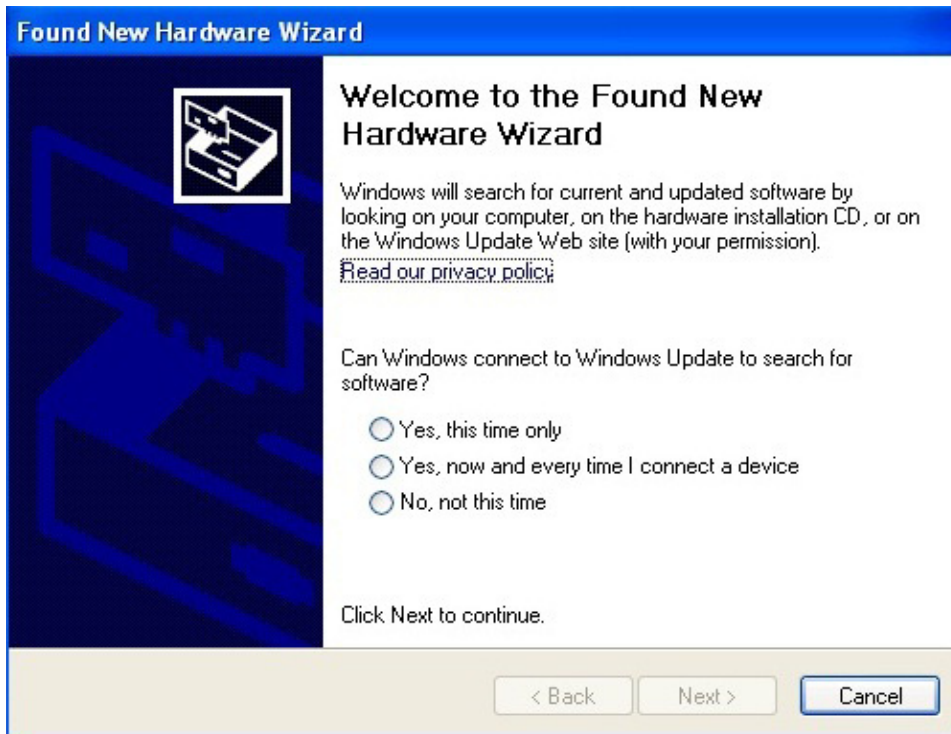 Found New Hardware Wizard
Welcome to the Found New
Hardware Wizard
Windows will search for current and updated software by
looking on your computer, on the hardware installation CD, or on
the Windows Update Web site (with your permission).
Read our privacy policy
Can Windows connect to Windows Update to search for
software?
Yes, this time only
Yes, now and every time I connect a device
No, not this time
Click Next to continue.
< Back Next > Cancel